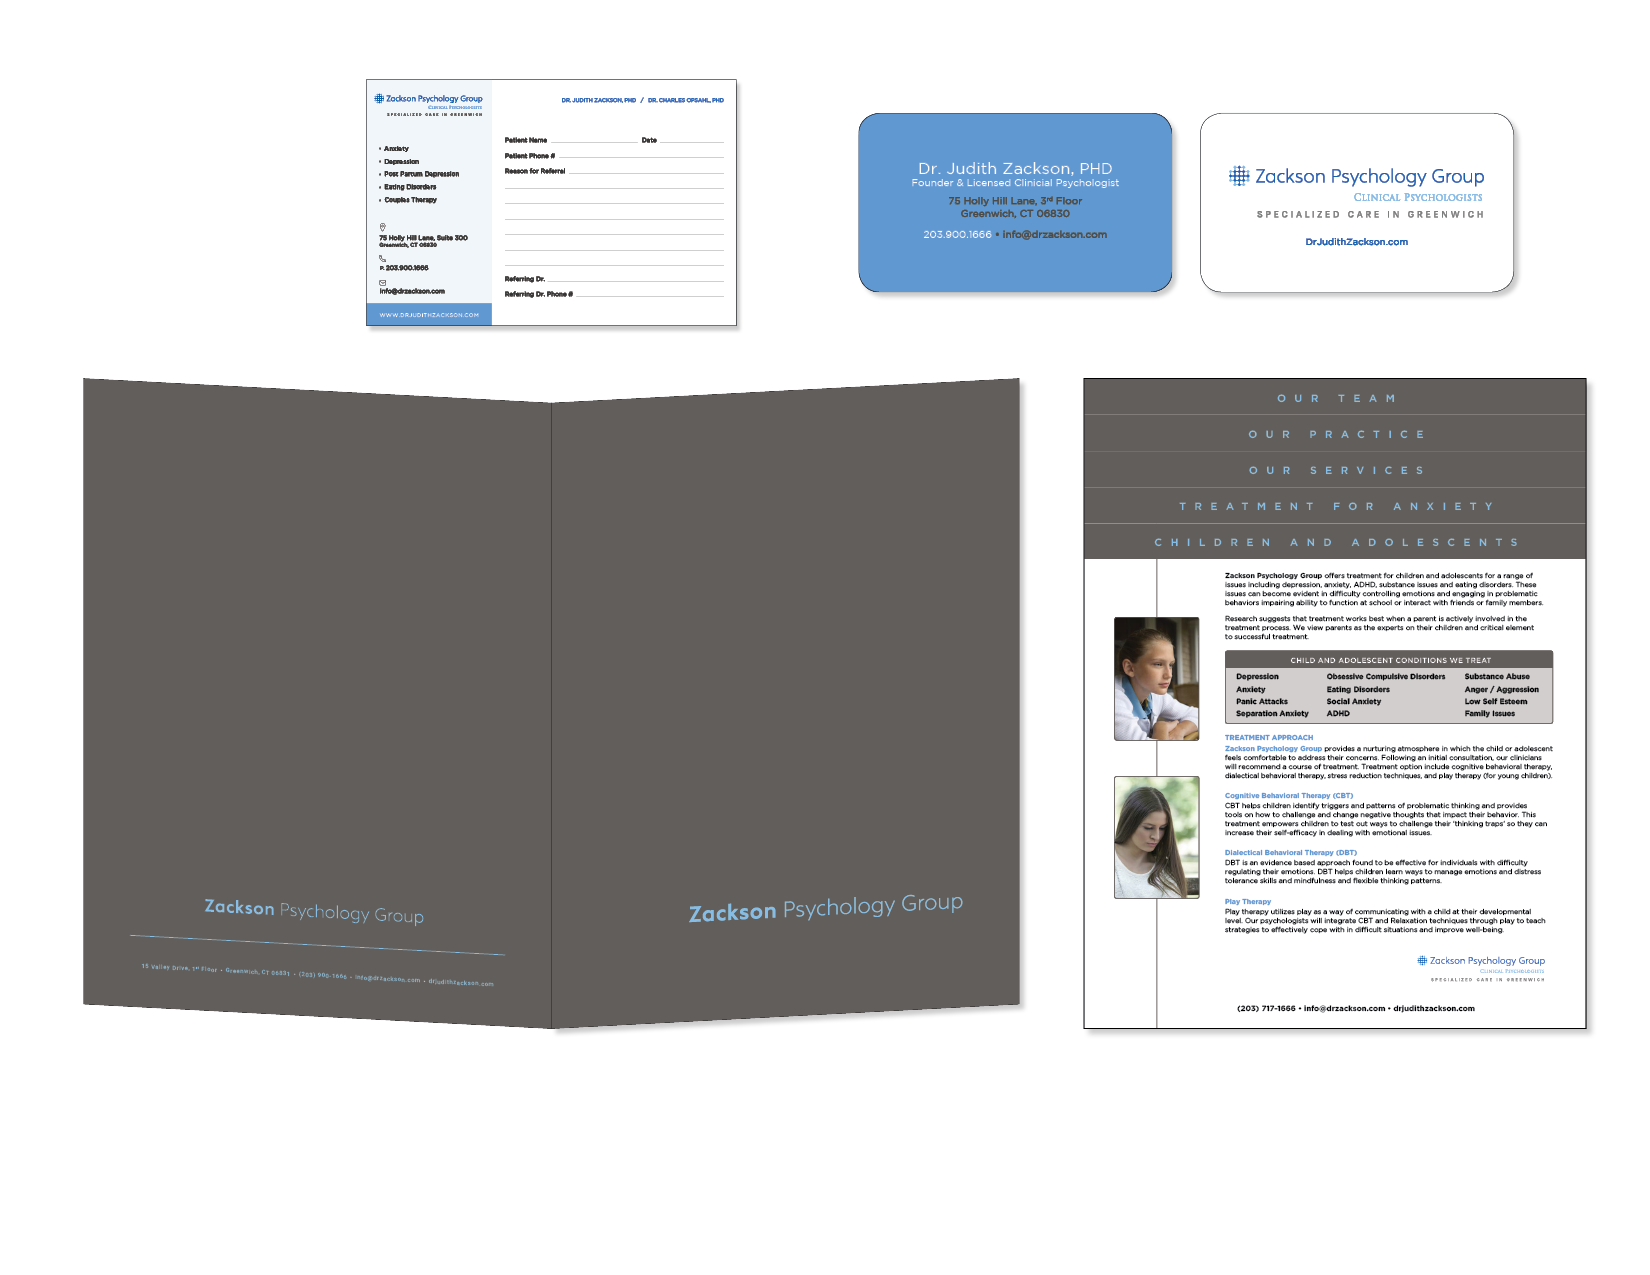 Zackson Psychology Group
CLINICAL PSYCHOLOGISTS
SPECIALIZED CARE IN GREENWICH
• Anxiety
• Depression
• Post Partum Depression
• Eating Disorders
• Couples Therapy
75 Holly Hill Lane, Suite 300
Greenwich, CT 06830
P. 203.900.1666
info@drzackson.com
WWW.DRJUDITHZACKSON.COM
DR. JUDITH ZACKSON, PHD / DR. CHARLES OPSAHL, PHD
Patient Name Date
Patient Phone #
Reason for Referral
Referring Dr.
Referring Dr. Phone #
Dr. Judith Zackson, PHD
Founder & Licensed Clinicial Psychologist
75 Holly Hill Lane, 3rd Floor
Greenwich, CT 06830
203.900.1666 • info@drzackson.com
Zackson Psychology Group
CLINICAL PSYCHOLOGISTS
SPECIALIZED CARE IN GREENWICH
DrJudithZackson.com
Zackson Psychology Group
15 Valley Drive, 1st Floor • Greenwich, CT 06831 • (203) 900-1666 • info@drzackson.com • drjudithzackson.com
Zackson Psychology Group
OUR TEAM
OUR PRACTICE
OUR SERVICES
TREATMENT FOR ANXIETY
CHILDREN AND ADOLESCENTS
Zackson Psychology Group offers treatment for children and adolescents for a range of
issues including depression, anxiety, ADHD, substance issues and eating disorders. These
issues can become evident in difficulty controlling emotions and engaging in problematic
behaviors impairing ability to function at school or interact with friends or family members.
Research suggests that treatment works best when a parent is actively involved in the
treatment process. We view parents as the experts on their children and critical element
to successful treatment.
CHILD AND ADOLESCENT CONDITIONS WE TREAT
Depression Obsessive Compulsive Disorders Substance Abuse
Anxiety Eating Disorders Anger / Aggression
Panic Attacks Social Anxiety Low Self Esteem
Separation Anxiety ADHD Family Issues
TREATMENT APPROACH
Zackson Psychology Group provides a nurturing atmosphere in which the child or adolescent
feels comfortable to address their concerns. Following an initial consultation, our clinicians
will recommend a course of treatment. Treatment option include cognitive behavioral therapy,
dialectical behavioral therapy, stress reduction techniques, and play therapy (for young children).
Cognitive Behavioral Therapy (CBT)
CBT helps children identify triggers and patterns of problematic thinking and provides
tools on how to challenge and change negative thoughts that impact their behavior. This
treatment empowers children to test out ways to challenge their 'thinking traps' so they can
increase their self-efficacy in dealing with emotional issues.
Dialectical Behavioral Therapy (DBT)
DBT is an evidence based approach found to be effective for individuals with difficulty
regulating their emotions. DBT helps children learn ways to manage emotions and distress
tolerance skills and mindfulness and flexible thinking patterns.
Play Therapy
Play therapy utilizes play as a way of communicating with a child at their developmental
level. Our psychologists will integrate CBT and Relaxation techniques through play to teach
strategies to effectively cope with in difficult situations and improve well-being.
Zackson Psychology Group
CLINICAL PSYCHOLOGISTS
SPECIALIZED CARE IN GREENWICH
(203) 717-1666 • info@drzackson.com • drjudithzackson.com